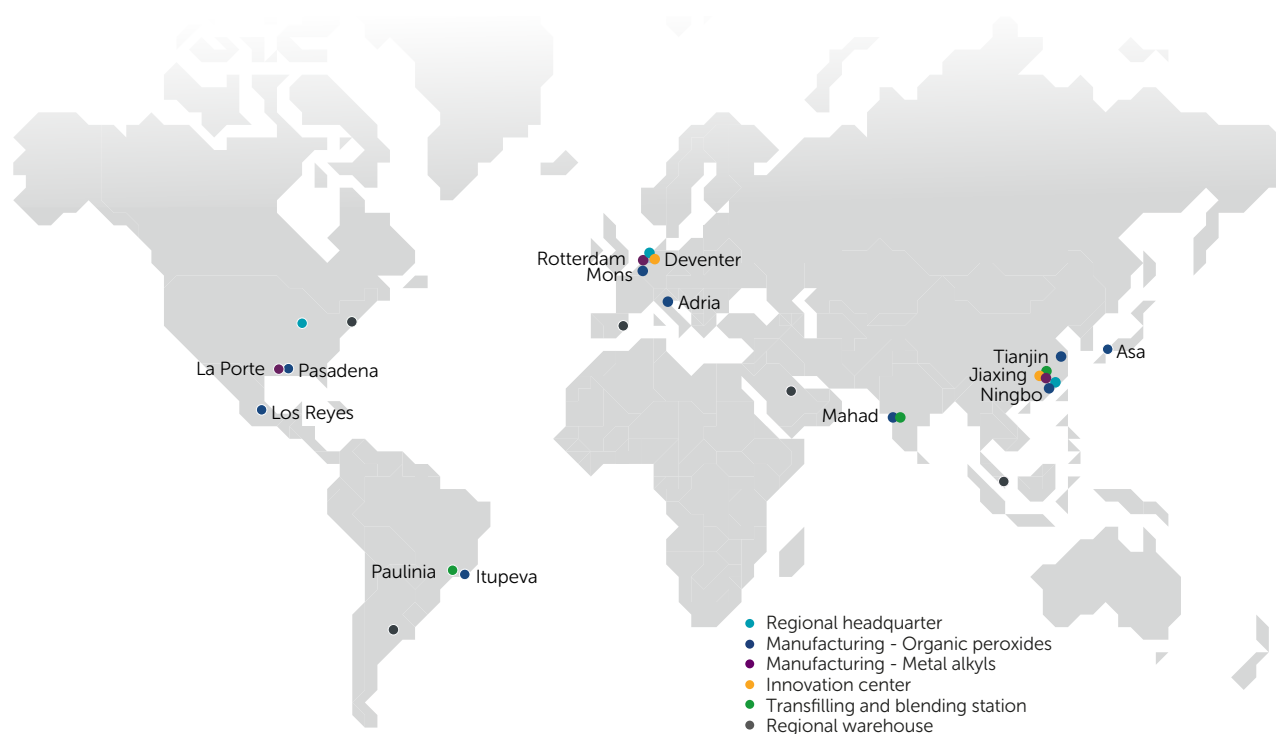 Rotterdam
Deventer
Mons
Adria
La Porte
Pasadena
Los Reyes
Tianjin
Asa
Jiaxing
Ningbo
Mahad
Paulinia
Itupeva
Regional headquarter
Manufacturing - Organic peroxides
Manufacturing - Metal alkyls
Innovation center
Transfilling and blending station
Regional warehouse